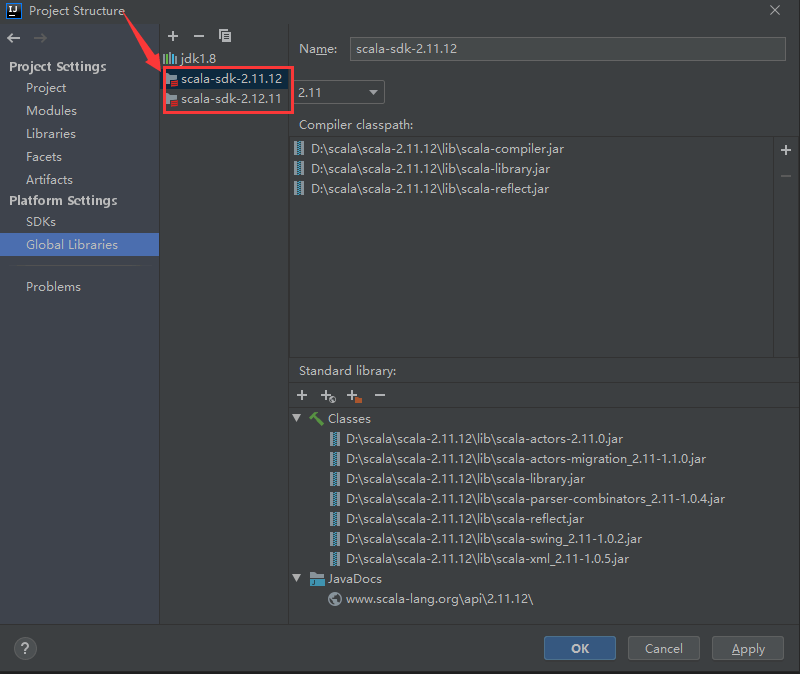 Project Structure
Project Settings
Project
Modules
Libraries
Facets
Artifacts
Platform Settings
SDKs
Global Libraries
Problems
jdk1.8
scala-sdk-2.11.12
scala-sdk-2.12.11
Name: scala-sdk-2.11.12
2.11
Compiler classpath:
D:\scala\scala-2.11.12\lib\scala-compiler.jar
D:\scala\scala-2.11.12\lib\scala-library.jar
D:\scala\scala-2.11.12\lib\scala-reflect.jar
Standard library:
Classes
D:\scala\scala-2.11.12\lib\scala-actors-2.11.0.jar
D:\scala\scala-2.11.12\lib\scala-actors-migration_2.11-1.1.0.jar
D:\scala\scala-2.11.12\lib\scala-library.jar
D:\scala\scala-2.11.12\lib\scala-parser-combinators_2.11-1.0.4.jar
D:\scala\scala-2.11.12\lib\scala-reflect.jar
D:\scala\scala-2.11.12\lib\scala-swing_2.11-1.0.2.jar
D:\scala\scala-2.11.12\lib\scala-xml_2.11-1.0.5.jar
JavaDocs
www.scala-lang.org\api\2.11.12\
? OK Cancel Apply